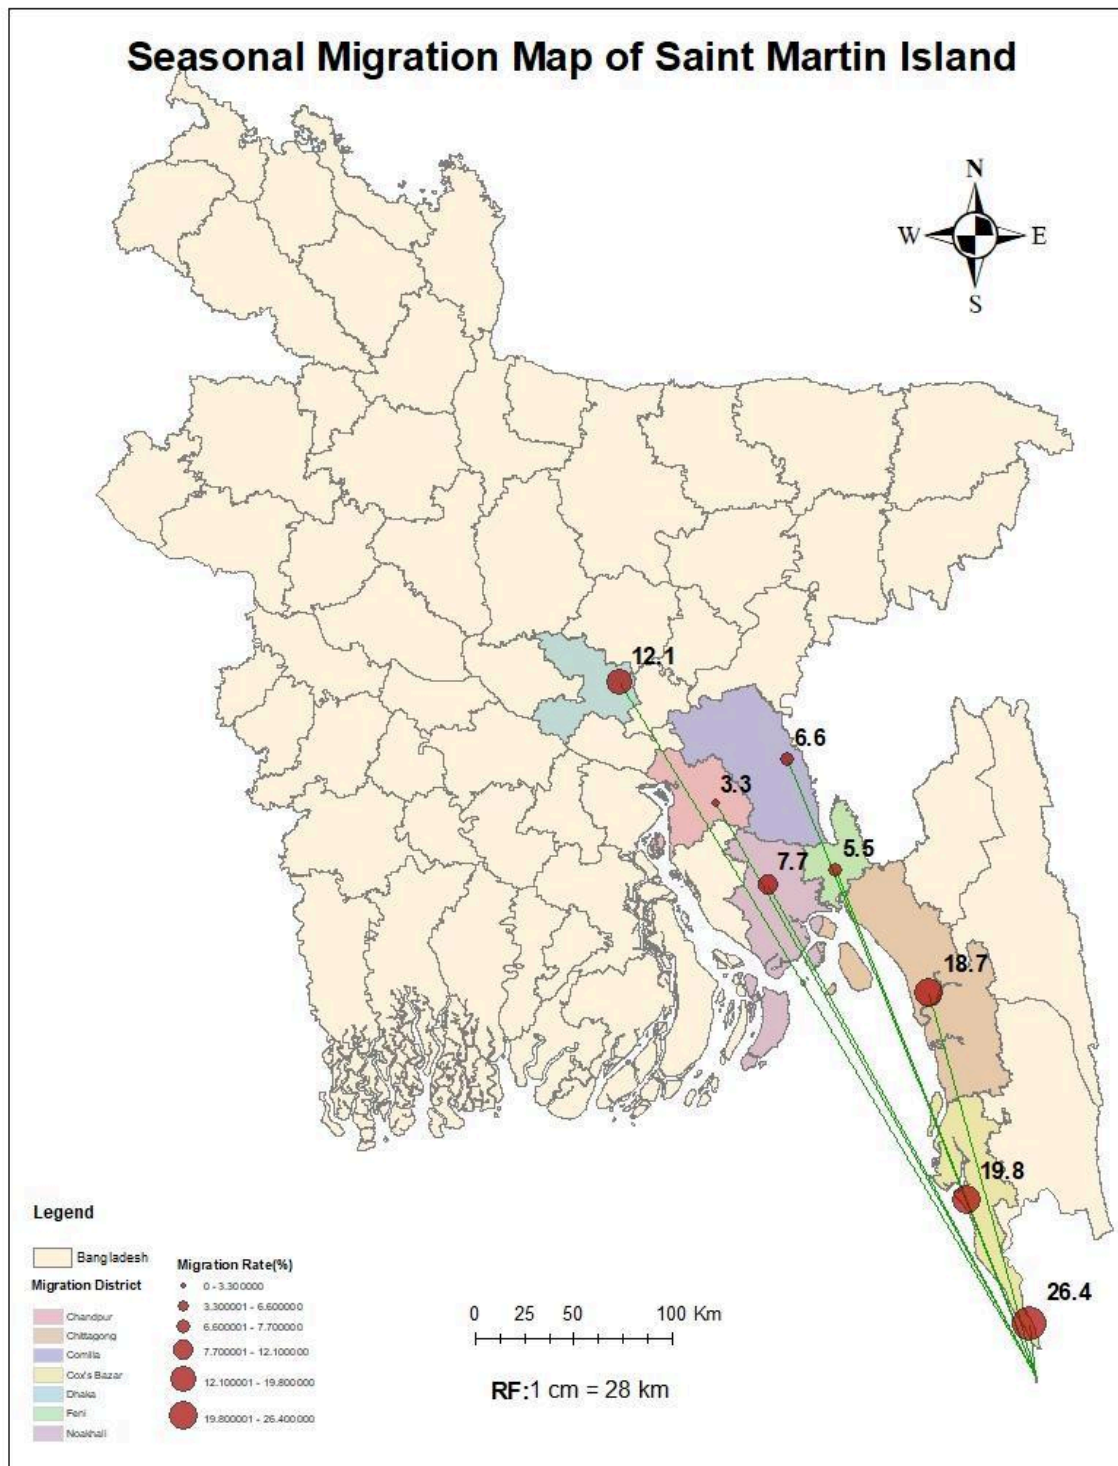 Seasonal Migration Map of Saint Martin Island
N
W E
S
12.1
6.6
3.3
5.5
7.7
18.7
19.8
26.4
Legend
Bangladesh
Migration District
Chandpur
Chittagong
Comilla
Cox's Bazar
Dhaka
Feni
Noakhali
Migration Rate(%)
0 - 3.300000
3.300001 - 6.600000
6.600001 - 7.700000
7.700001 - 12.100000
12.100001 - 19.800000
19.800001 - 26.400000
0 25 50 100 Km
RF:1 cm = 28 km